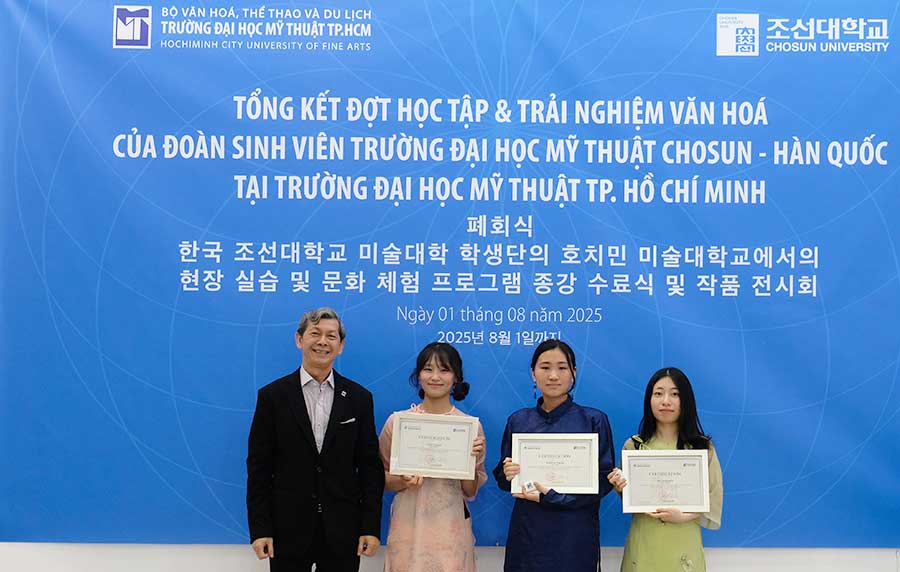 BỘ VĂN HOÁ, THỂ THAO VÀ DU LỊCH
TRƯỜNG ĐẠI HỌC MỸ THUẬT TP.HCM
HOCHIMINH CITY UNIVERSITY OF FINE ARTS
MT
CHOSUN UNIVERSITY
조선대학교
CHOSUN UNIVERSITY
TỔNG KẾT ĐỢT HỌC TẬP & TRẢI NGHIỆM VĂN HOÁ
CỦA ĐOÀN SINH VIÊN TRƯỜNG ĐẠI HỌC MỸ THUẬT CHOSUN - HÀN QUỐC
TẠI TRƯỜNG ĐẠI HỌC MỸ THUẬT TP. HỒ CHÍ MINH
폐회식
한국 조선대학교 미술대학 학생단의 호치민 미술대학교에서의
현장 실습 및 문화 체험 프로그램 종강 수료식 및 작품 전시회
Ngày 01 tháng 08 năm 2025
2025년 8월 1일까지
CERTIFICATION
CERTIFICATION
CERTIFICATION